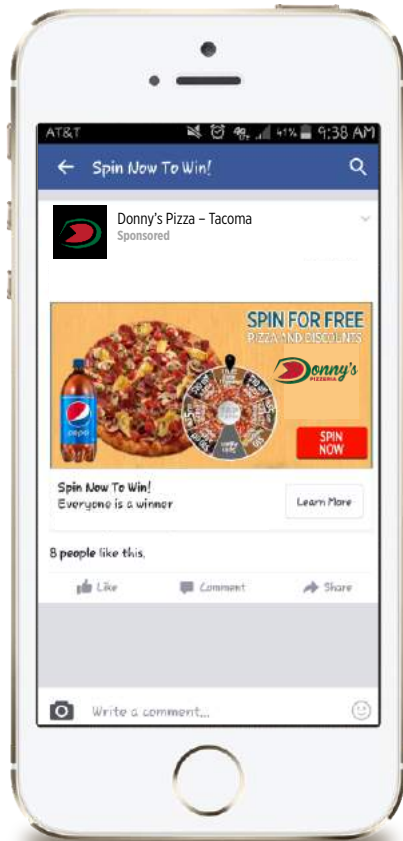 AT&T 41% 9:38 AM
Spin Now To Win!
Donny's Pizza – Tacoma
Sponsored
SPIN FOR FREE
PIZZA AND DISCOUNTS
Donny's
PIZZERIA
pepsi
SPIN
NOW
Spin Now To Win!
Everyone is a winner
Learn More
8 people like this.
Like Comment Share
Write a comment...